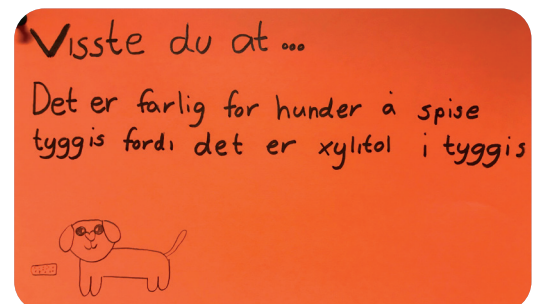 Visste du at...
Det er farlig for hunder å spise
tyggis fordi det er xylitol i tyggis